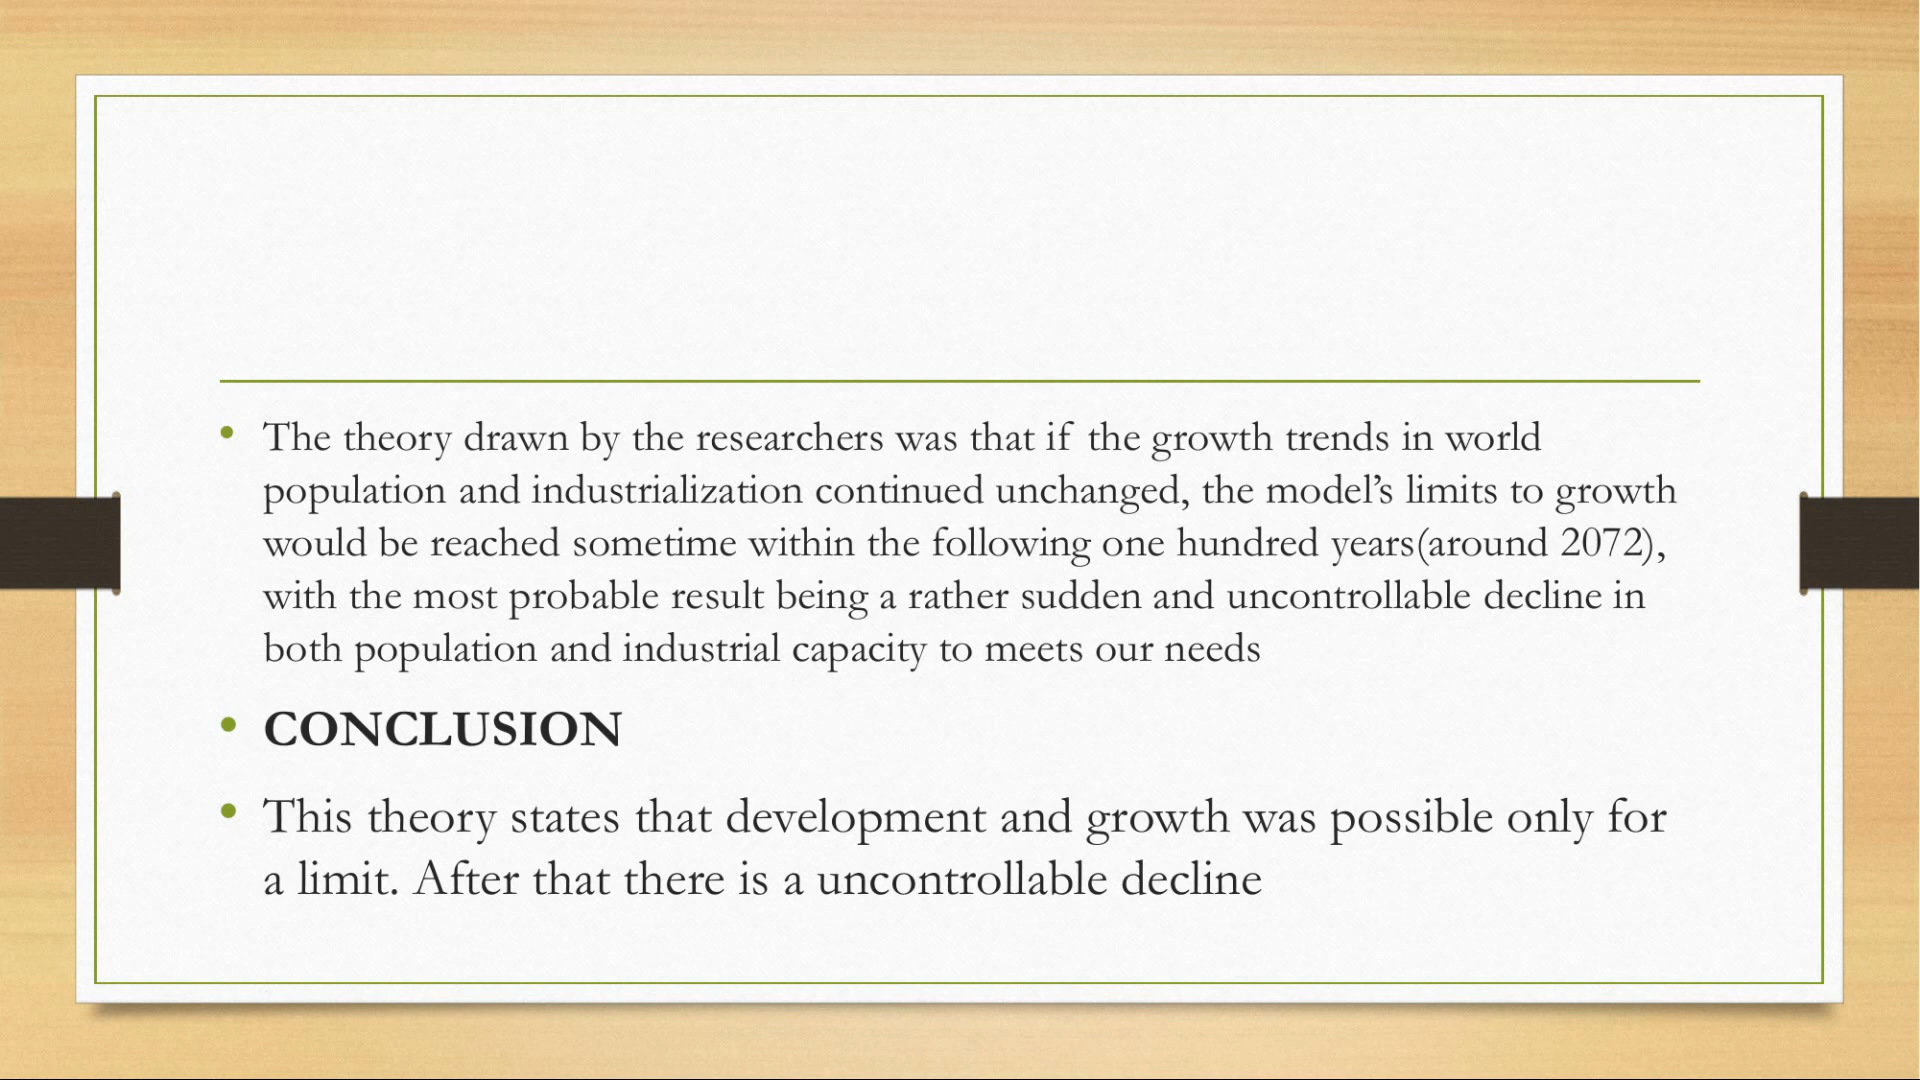 • The theory drawn by the researchers was that if the growth trends in world
population and industrialization continued unchanged, the model’s limits to growth
would be reached sometime within the following one hundred years(around 2072),
with the most probable result being a rather sudden and uncontrollable decline in
both population and industrial capacity to meets our needs
• CONCLUSION
• This theory states that development and growth was possible only for
a limit. After that there is a uncontrollable decline